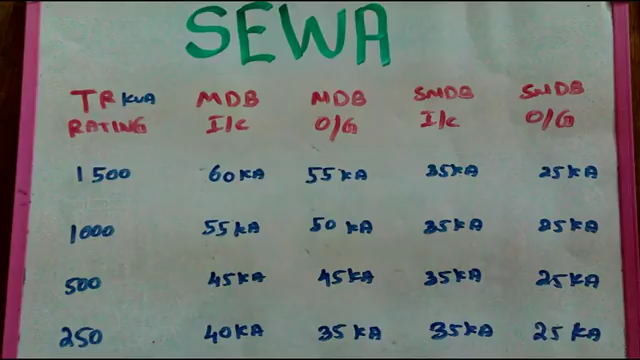 SEWA
TR KVA MDB MDB SMDB SMDB
RATING I/c O/G I/c O/G
1500 60KA 55KA 35KA 25KA
1000 55KA 50KA 35KA 25KA
500 45KA 45KA 35KA 25KA
250 40KA 35KA 35KA 25KA